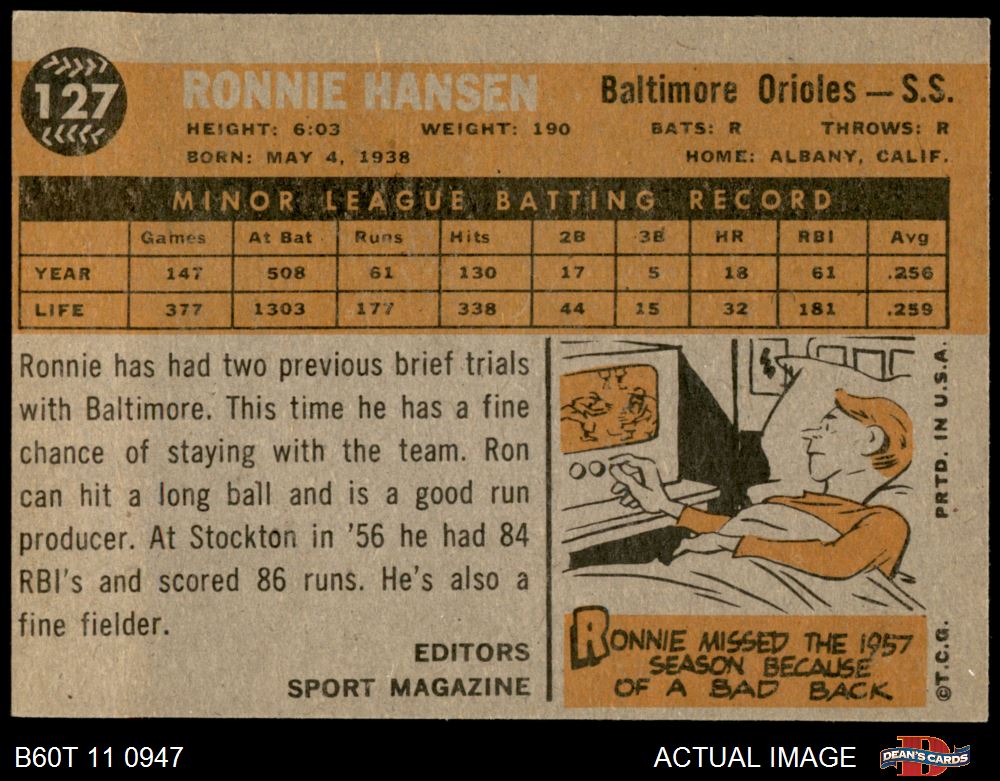 127
RONNIE HANSEN
Baltimore Orioles — S.S.
HEIGHT: 6:03 WEIGHT: 190 BATS: R THROWS: R
BORN: MAY 4, 1938 HOME: ALBANY, CALIF.
MINOR LEAGUE BATTING RECORD
Games At Bat Runs Hits 2B 3B HR RBI Avg
YEAR 147 508 61 130 17 5 18 61 .256
LIFE 377 1303 177 338 44 15 32 181 .259
Ronnie has had two previous brief trials
with Baltimore. This time he has a fine
chance of staying with the team. Ron
can hit a long ball and is a good run
producer. At Stockton in '56 he had 84
RBI's and scored 86 runs. He's also a
fine fielder.
EDITORS
SPORT MAGAZINE
RONNIE MISSED THE 1957
SEASON BECAUSE
OF A BAD BACK
©T.C.G. PRTD. IN U.S.A.
B60T 11 0947
ACTUAL IMAGE
DEAN'S CARDS